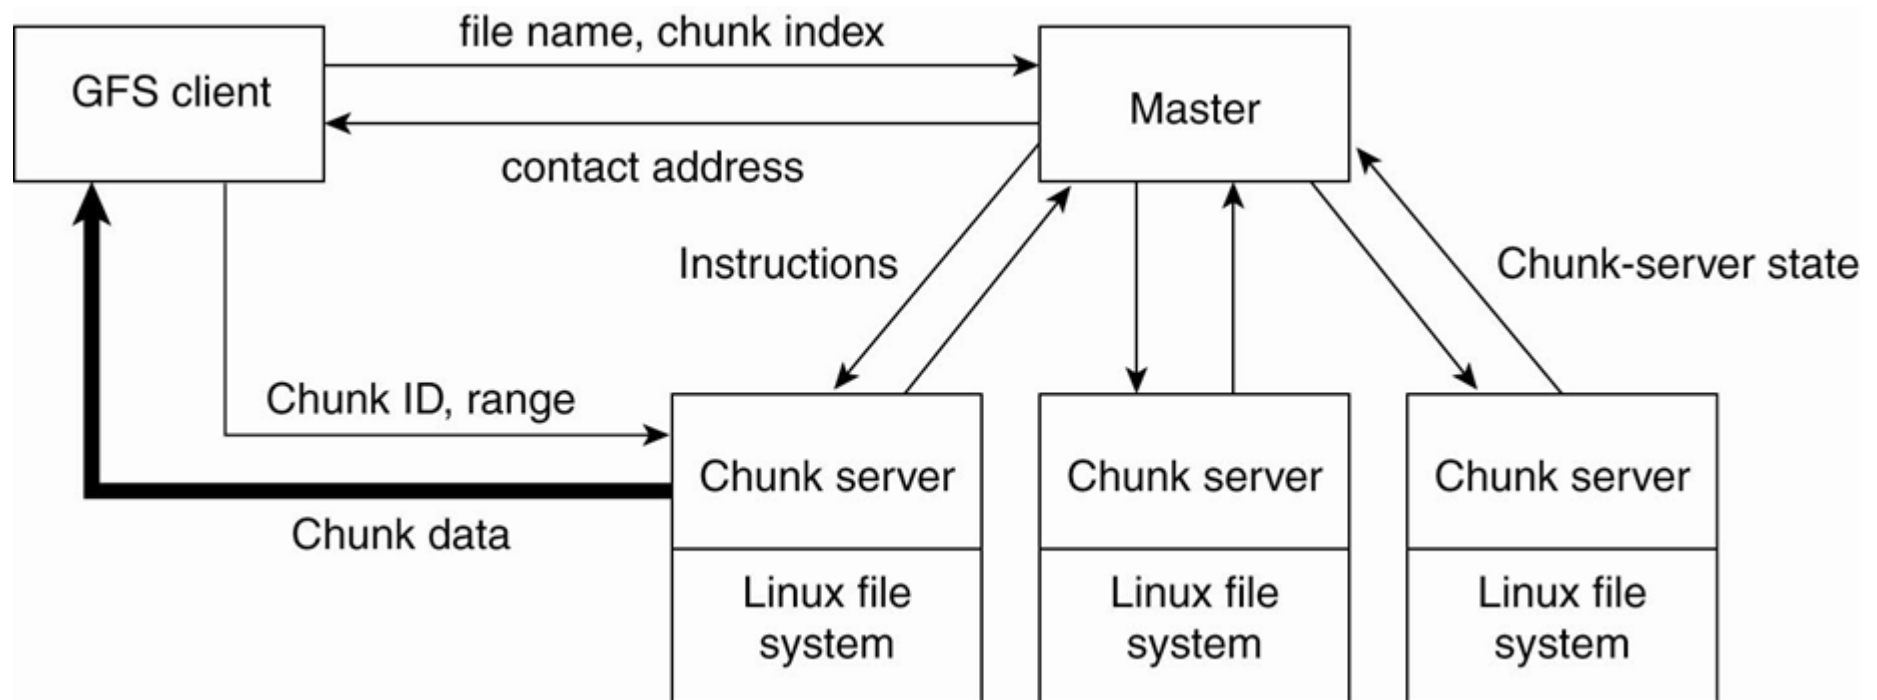 file name, chunk index
GFS client
Master
contact address
Instructions
Chunk-server state
Chunk ID, range
Chunk server
Chunk server
Chunk server
Chunk data
Linux file
system
Linux file
system
Linux file
system